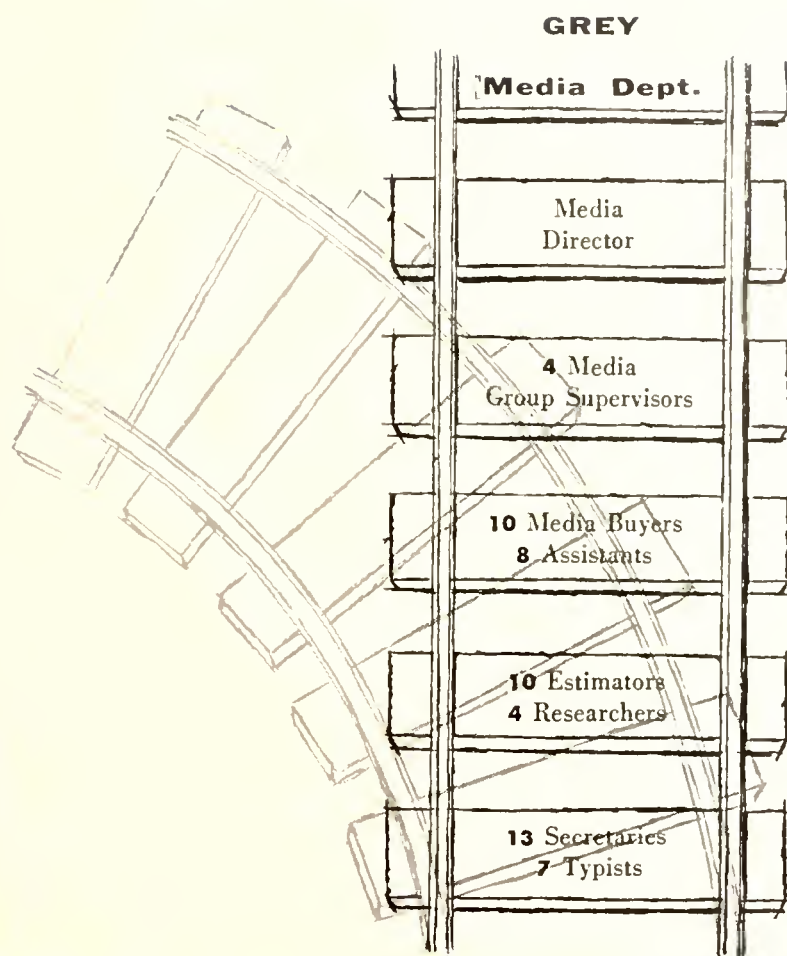 GREY
Media Dept.
Media
Director
4 Media
Group Supervisors
10 Media Buyers
8 Assistants
10 Estimators
4 Researchers
13 Secretaries
7 Typists